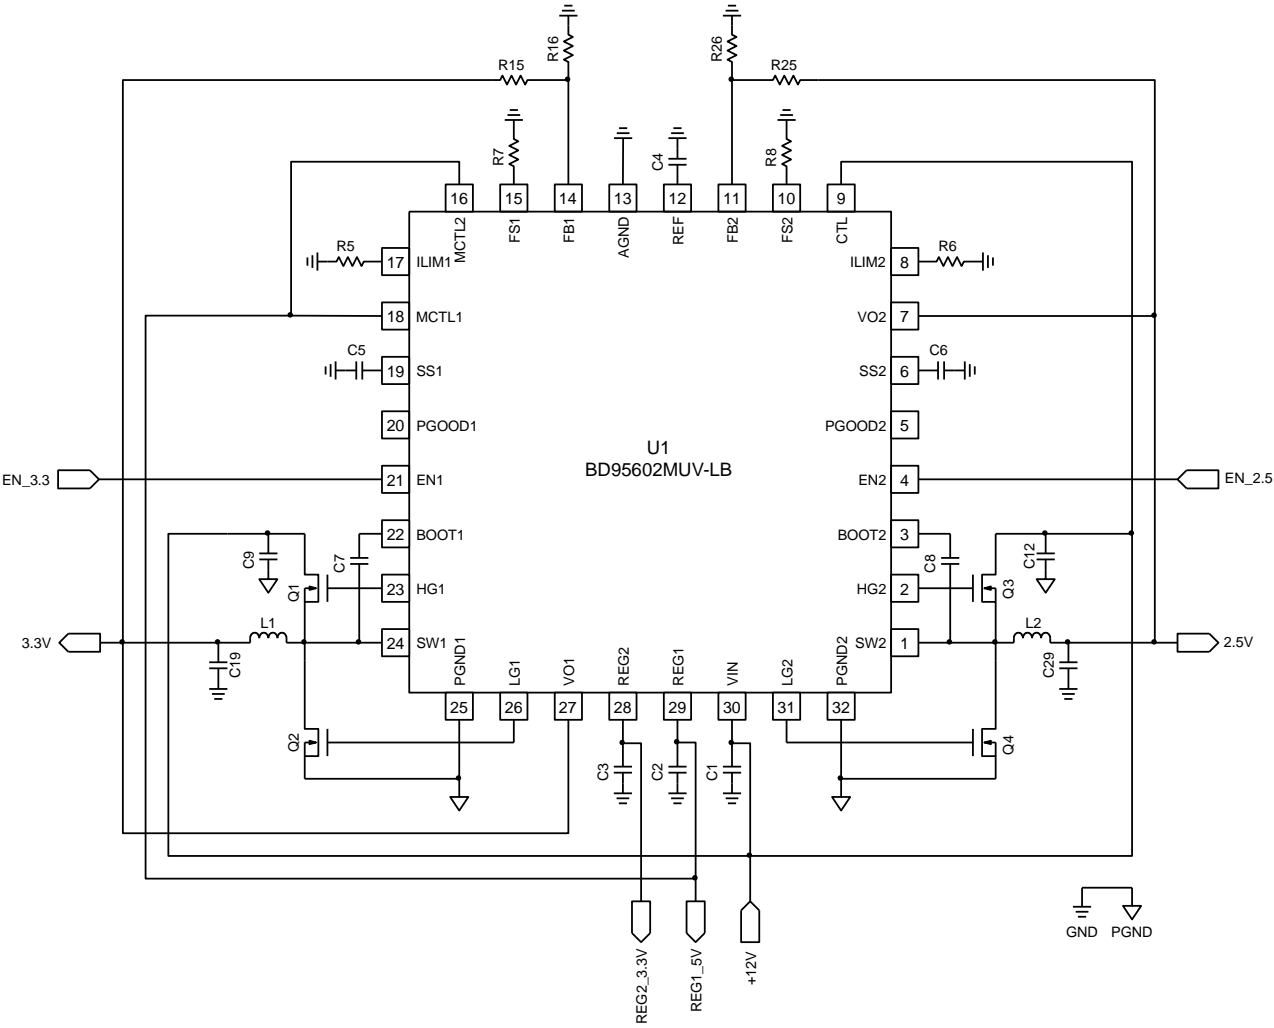 R16
R26
R15
R25
R7
C4
R8
16
15
14
13
12
11
10
9
MCTL2
FS1
FB1
AGND
REF
FB2
FS2
CTL
R5
17
ILIM1
ILIM2
8
R6
18
MCTL1
VO2
7
C5
19
SS1
SS2
6
C6
20
PGOOD1
PGOOD2
5
U1
BD95602MUV-LB
EN_3.3
21
EN1
EN2
4
EN_2.5
22
BOOT1
BOOT2
3
C9
C7
C8
C12
Q1
23
HG1
HG2
2
Q3
3.3V
L1
24
SW1
SW2
1
L2
2.5V
C19
C29
PGND1
LG1
VO1
REG2
REG1
VIN
LG2
PGND2
25
26
27
28
29
30
31
32
Q2
Q4
C3
C2
C1
GND
PGND
REG2_3.3V
REG1_5V
+12V